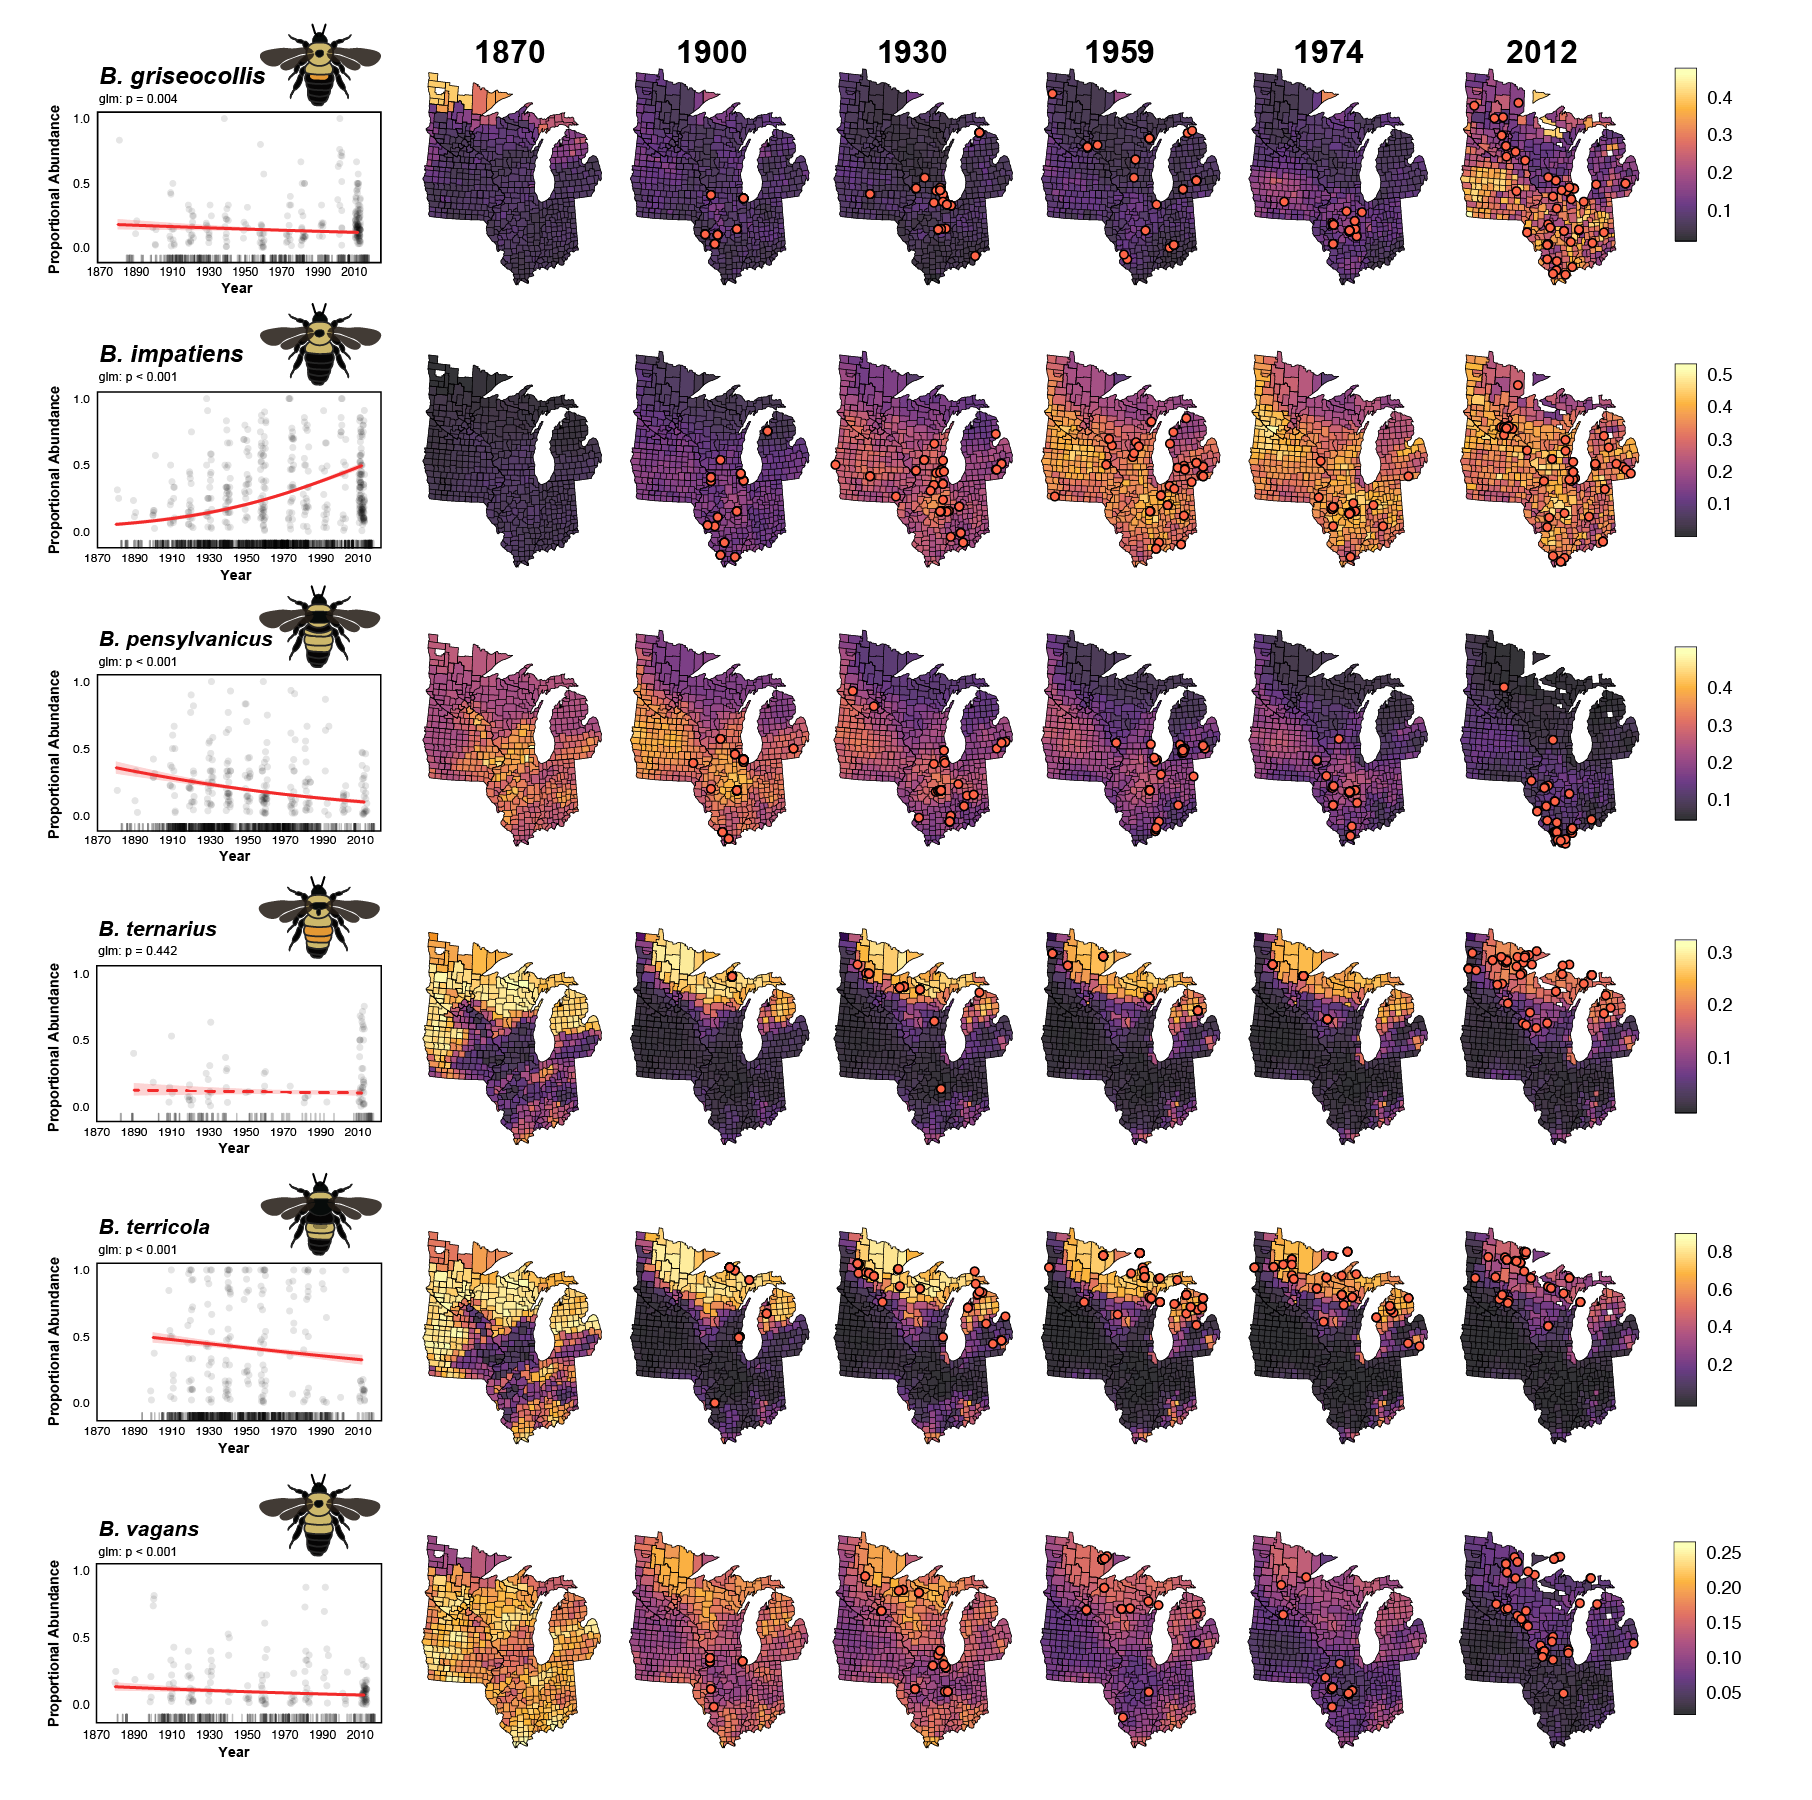 1870 1900 1930 1959 1974 2012
B. griseocollis
glm: p = 0.004
Proportional Abundance
1.0
0.5
0.0
1870 1890 1910 1930 1950 1970 1990 2010
Year
0.4
0.3
0.2
0.1
B. impatiens
glm: p < 0.001
Proportional Abundance
1.0
0.5
0.0
1870 1890 1910 1930 1950 1970 1990 2010
Year
0.5
0.4
0.3
0.2
0.1
B. pensylvanicus
glm: p < 0.001
Proportional Abundance
1.0
0.5
0.0
1870 1890 1910 1930 1950 1970 1990 2010
Year
0.4
0.3
0.2
0.1
B. ternarius
glm: p = 0.442
Proportional Abundance
1.0
0.5
0.0
1870 1890 1910 1930 1950 1970 1990 2010
Year
0.3
0.2
0.1
B. terricola
glm: p < 0.001
Proportional Abundance
1.0
0.5
0.0
1870 1890 1910 1930 1950 1970 1990 2010
Year
0.8
0.6
0.4
0.2
B. vagans
glm: p < 0.001
Proportional Abundance
1.0
0.5
0.0
1870 1890 1910 1930 1950 1970 1990 2010
Year
0.25
0.20
0.15
0.10
0.05